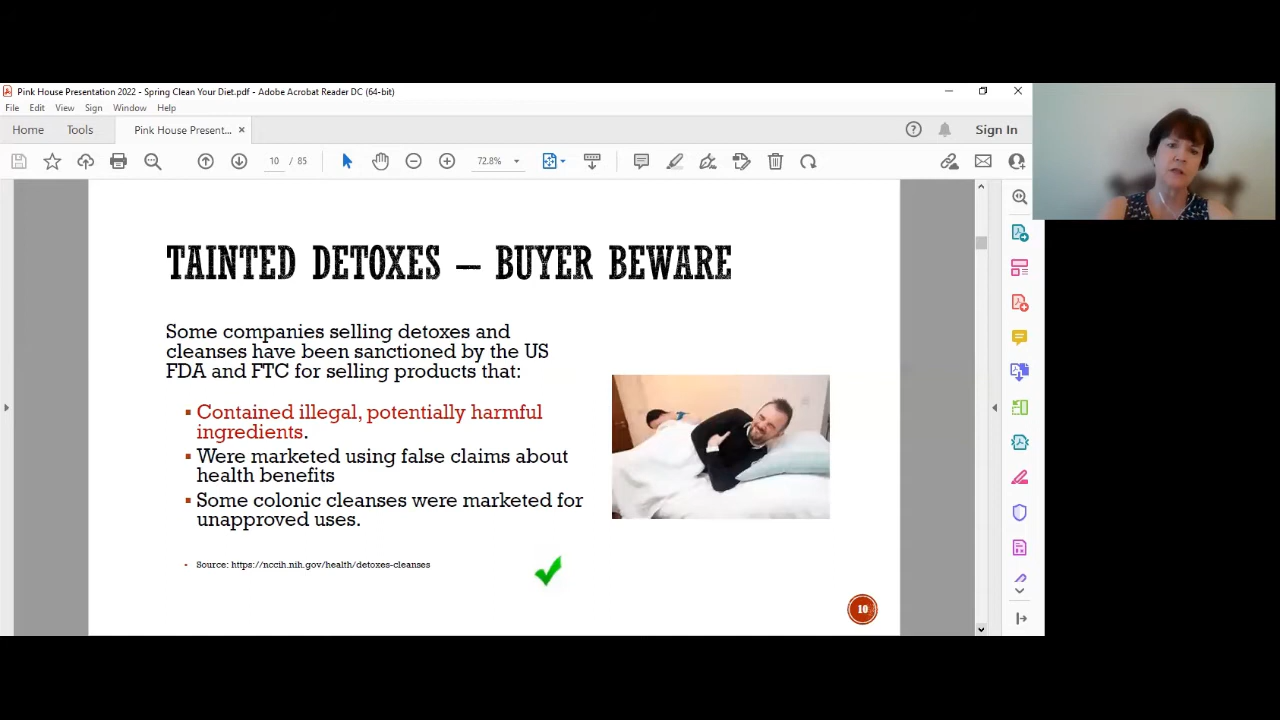 Pink House Presentation 2022 - Spring Clean Your Diet.pdf - Adobe Acrobat Reader DC (64-bit)
File Edit View Sign Window Help
Home Tools Pink House Present... × Sign In
10 / 85 72.8%
TAINTED DETOXES – BUYER BEWARE
Some companies selling detoxes and
cleanses have been sanctioned by the US
FDA and FTC for selling products that:
▪ Contained illegal, potentially harmful
ingredients.
▪ Were marketed using false claims about
health benefits
▪ Some colonic cleanses were marketed for
unapproved uses.
• Source: https://nccih.nih.gov/health/detoxes-cleanses
10